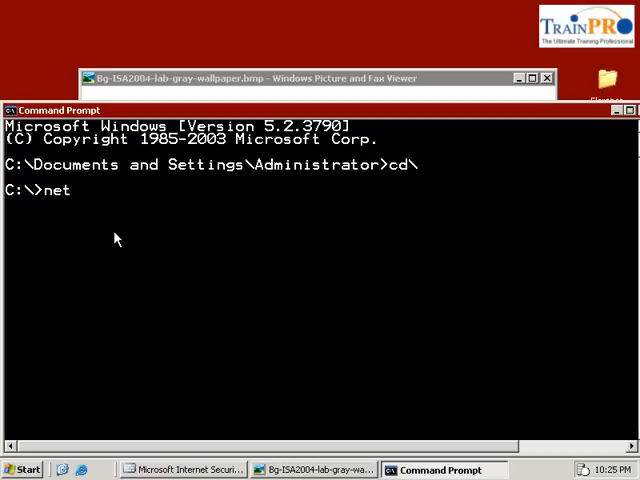 TRAINPRO
The Ultimate Training Professional
Bg-ISA2004-lab-gray-wallpaper.bmp - Windows Picture and Fax Viewer
Command Prompt
Microsoft Windows [Version 5.2.3790]
(C) Copyright 1985-2003 Microsoft Corp.
C:\Documents and Settings\Administrator>cd\
C:\>net
Start
Microsoft Internet Securi...
Bg-ISA2004-lab-gray-wa...
Command Prompt
10:25 PM